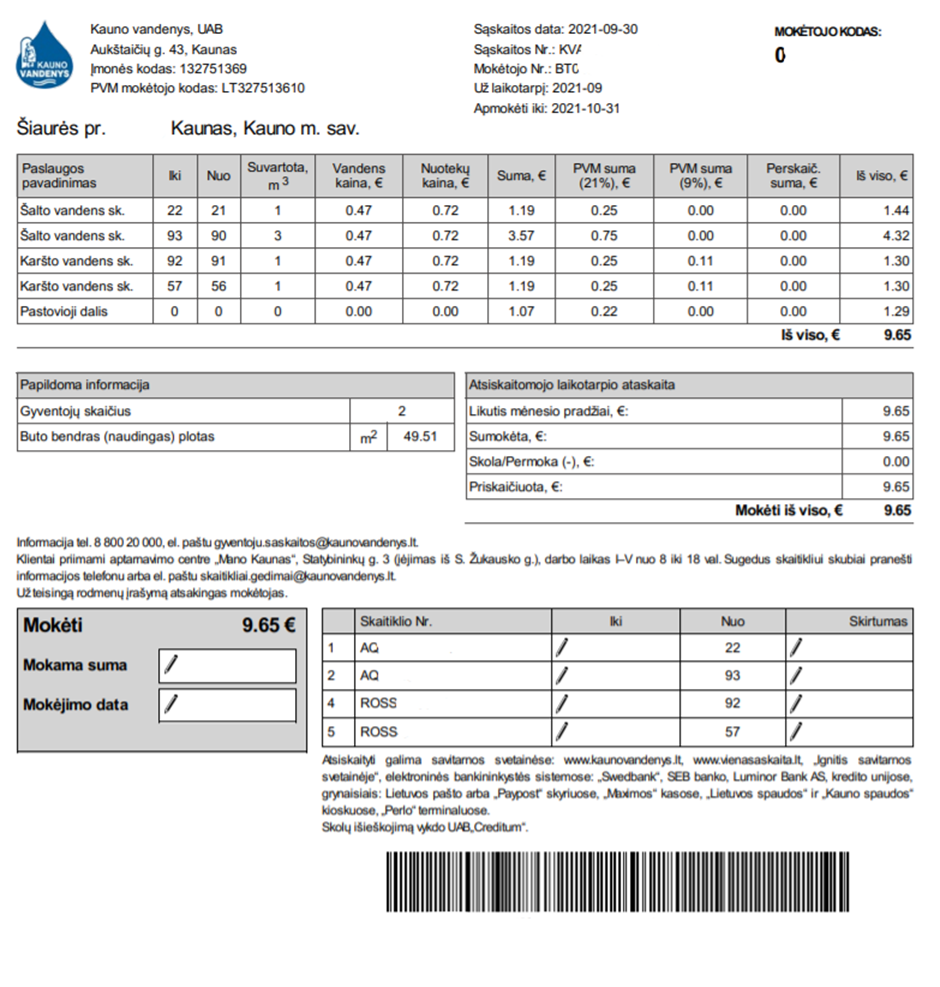 KAUNO
VANDENYS
Kauno vandenys, UAB
Aukštaičių g. 43, Kaunas
Įmonės kodas: 132751369
PVM mokėtojo kodas: LT327513610
Sąskaitos data: 2021-09-30
Sąskaitos Nr.: KVA
Mokėtojo Nr.: BTC
Už laikotarpį: 2021-09
Apmokėti iki: 2021-10-31
MOKĖTOJO KODAS:
0
Šiaurės pr. Kaunas, Kauno m. sav.
Paslaugos pavadinimas Iki Nuo Suvartota, m³ Vandens kaina, € Nuotekų kaina, € Suma, € PVM suma (21%), € PVM suma (9%), € Perskaič. suma, € Iš viso, €
Šalto vandens sk. 22 21 1 0.47 0.72 1.19 0.25 0.00 0.00 1.44
Šalto vandens sk. 93 90 3 0.47 0.72 3.57 0.75 0.00 0.00 4.32
Karšto vandens sk. 92 91 1 0.47 0.72 1.19 0.25 0.11 0.00 1.30
Karšto vandens sk. 57 56 1 0.47 0.72 1.19 0.25 0.11 0.00 1.30
Pastovioji dalis 0 0 0 0.00 0.00 1.07 0.22 0.00 0.00 1.29
Iš viso, € 9.65
Papildoma informacija
Gyventojų skaičius 2
Buto bendras (naudingas) plotas m² 49.51
Atsiskaitomojo laikotarpio ataskaita
Likutis mėnesio pradžiai, €: 9.65
Sumokėta, €: 9.65
Skola/Permoka (-), €: 0.00
Priskaičiuota, €: 9.65
Mokėti iš viso, € 9.65
Informacija tel. 8 800 20 000, el. paštu gyventoju.saskaitos@kaunovandenys.lt.
Klientai priimami aptarnavimo centre „Mano Kaunas“, Statybininkų g. 3 (įėjimas iš S. Žukausko g.), darbo laikas I–V nuo 8 iki 18 val. Sugedus skaitikliui skubiai pranešti
informacijos telefonu arba el. paštu skaitikliai.gedimai@kaunovandenys.lt.
Už teisingą rodmenų įrašymą atsakingas mokėtojas.
Mokėti 9.65 €
Mokama suma
Mokėjimo data
Skaitiklio Nr. Iki Nuo Skirtumas
1 AQ 22
2 AQ 93
4 ROSS 92
5 ROSS 57
Atsiskaityti galima savitarnos svetainėse: www.kaunovandenys.lt, www.vienasaskaita.lt, „Ignitis savitarnos
svetainėje“, elektroninės bankininkystės sistemose: „Swedbank“, SEB banko, Luminor Bank AS, kredito unijose,
grynaisiais: Lietuvos pašto arba „Paypost“ skyriuose, „Maximos“ kasose, „Lietuvos spaudos“ ir „Kauno spaudos“
kioskuose, „Perlo“ terminaluose.
Skolų išieškojimą vykdo UAB„Creditum“.